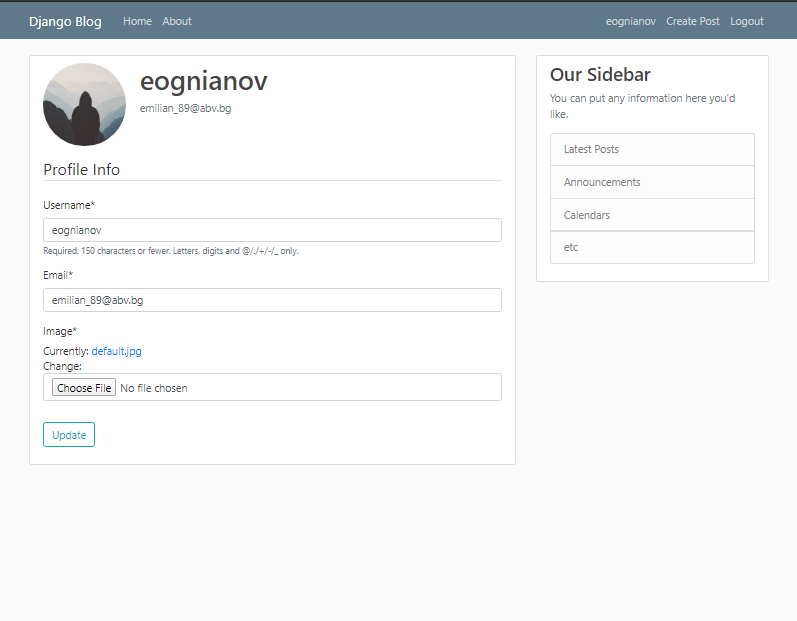 Django Blog Home About eognianov Create Post Logout
eognianov
emilian_89@abv.bg
Profile Info
Username*
eognianov
Required. 150 characters or fewer. Letters, digits and @/./+/-/_ only.
Email*
emilian_89@abv.bg
Image*
Currently: default.jpg
Change:
Choose File No file chosen
Update
Our Sidebar
You can put any information here you'd
like.
Latest Posts
Announcements
Calendars
etc